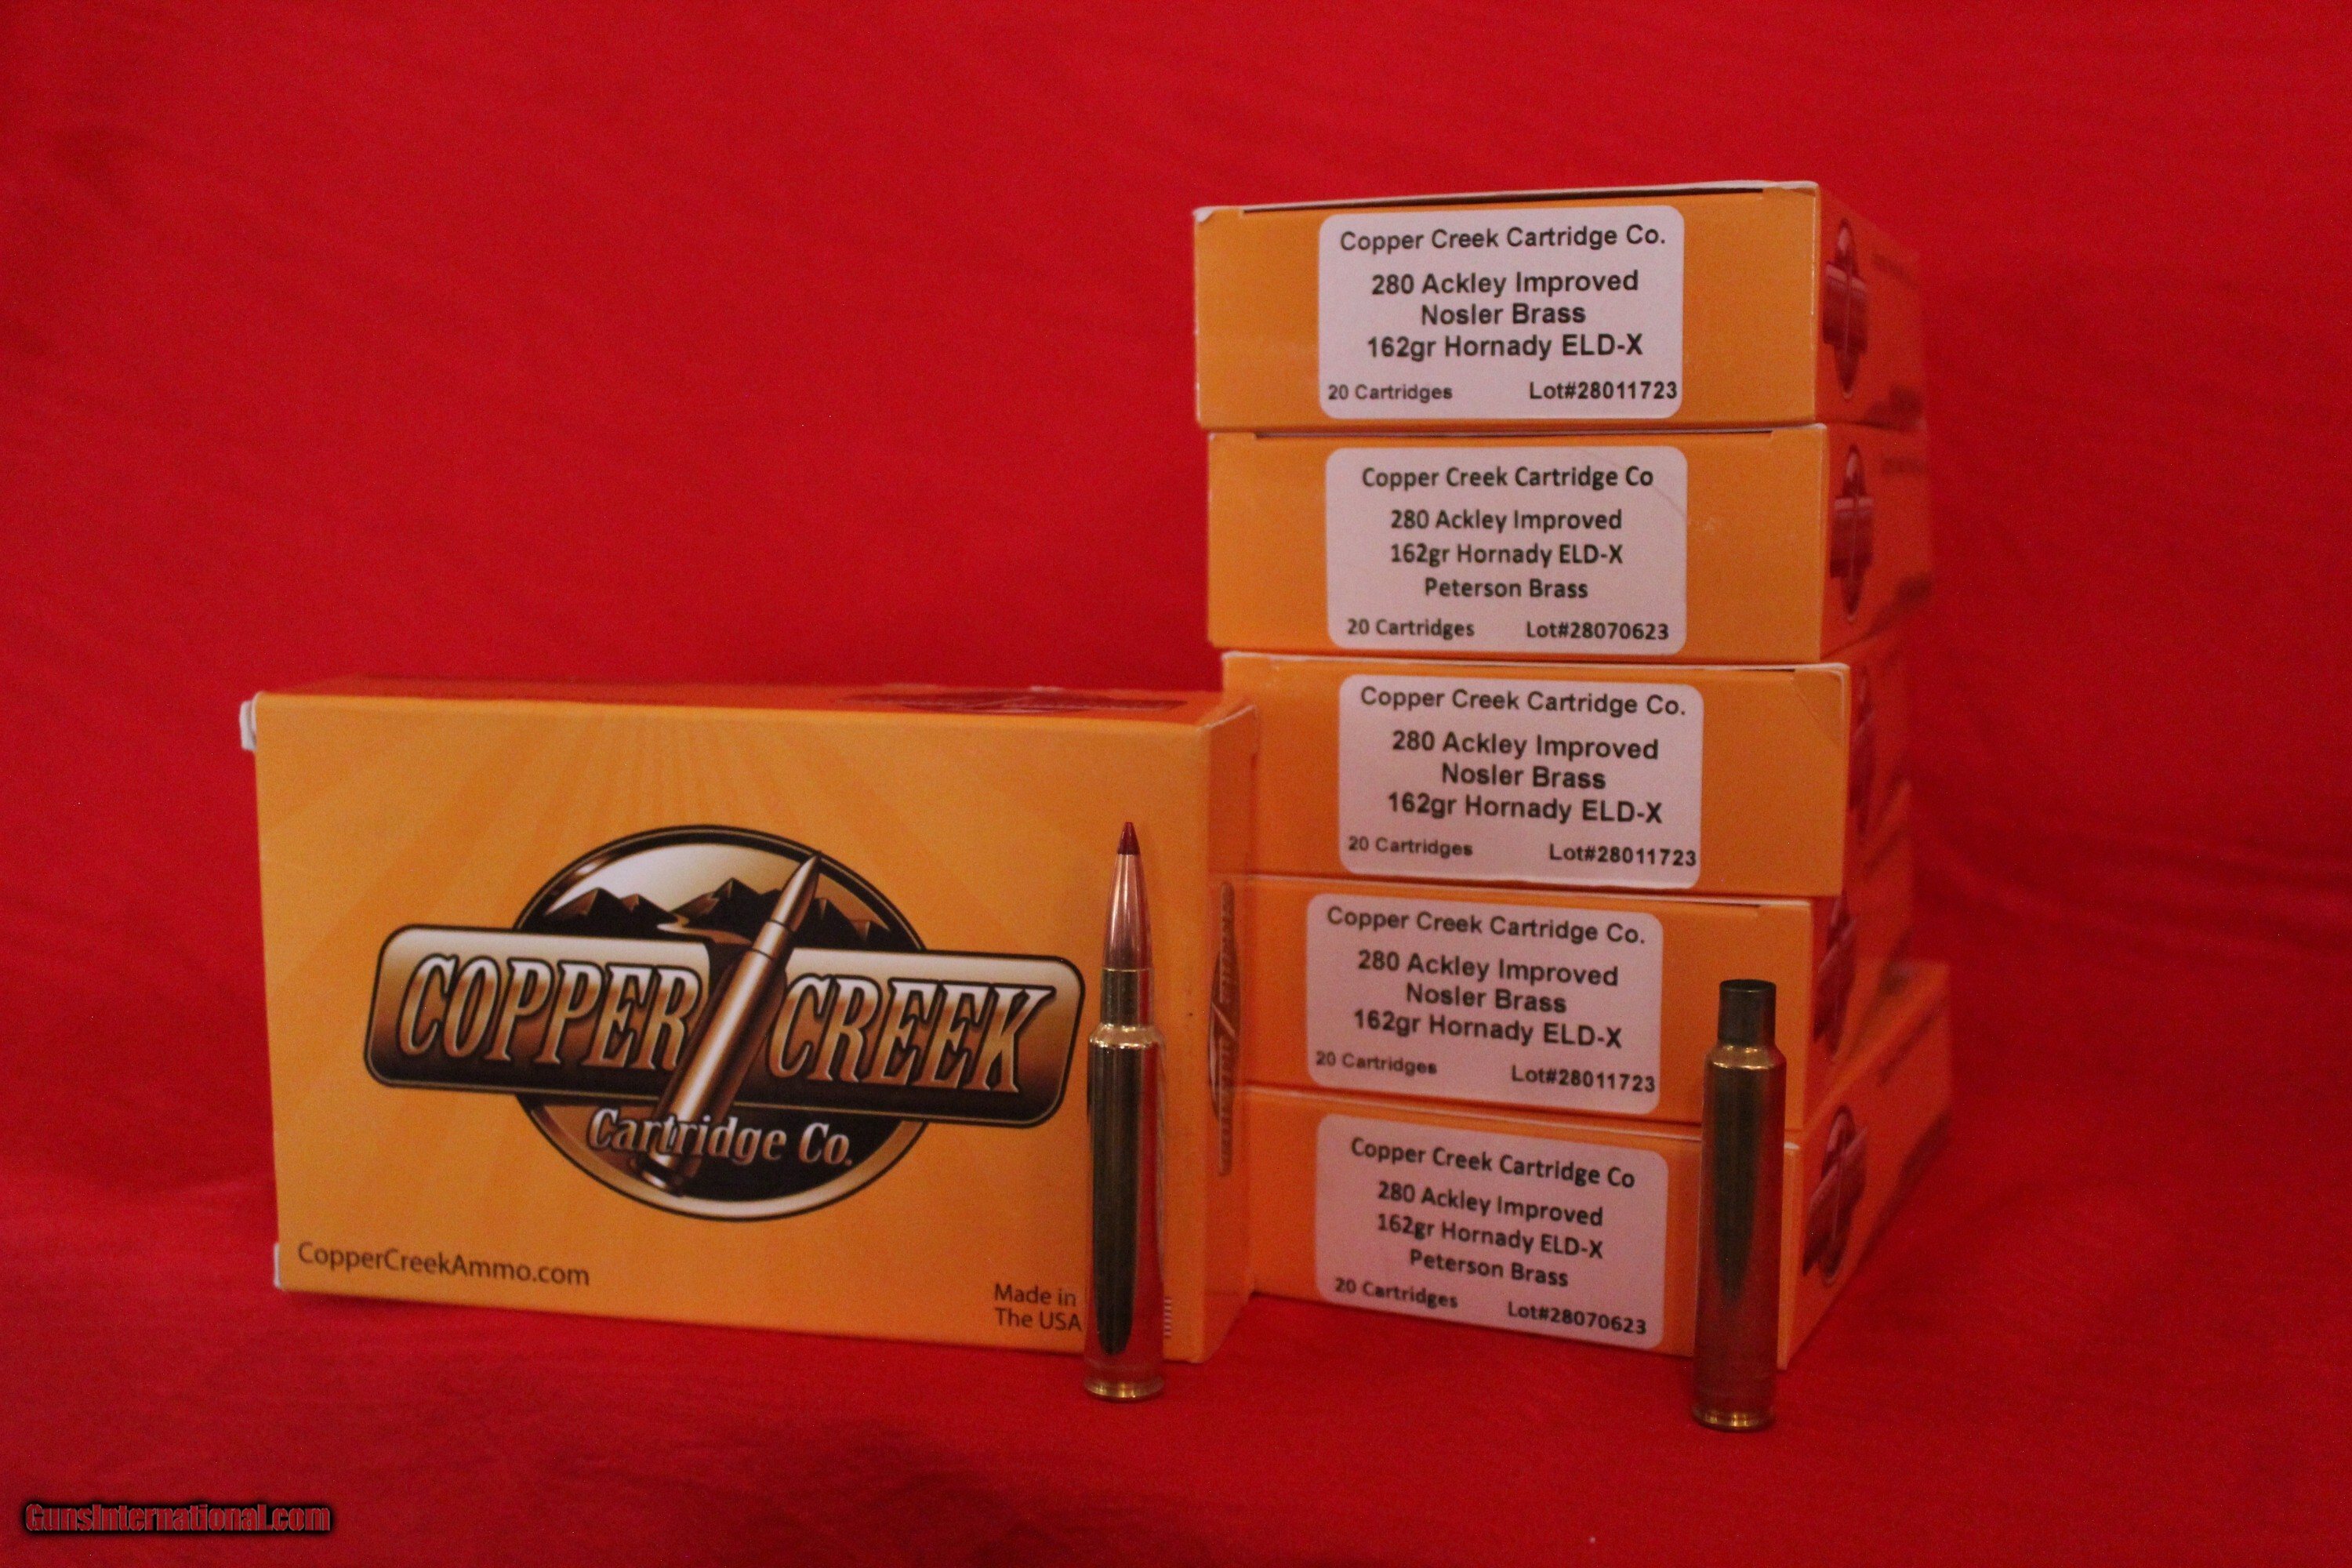 Copper Creek Cartridge Co.
280 Ackley Improved
Nosler Brass
162gr Hornady ELD-X
20 Cartridges Lot#28011723
Copper Creek Cartridge Co
280 Ackley Improved
162gr Hornady ELD-X
Peterson Brass
20 Cartridges Lot#28070623
Copper Creek Cartridge Co.
280 Ackley Improved
Nosler Brass
162gr Hornady ELD-X
20 Cartridges Lot#28011723
Copper Creek Cartridge Co.
280 Ackley Improved
Nosler Brass
162gr Hornady ELD-X
20 Cartridges Lot#28011723
Copper Creek Cartridge Co
280 Ackley Improved
162gr Hornady ELD-X
Peterson Brass
20 Cartridges Lot#28070623
COPPER CREEK
Cartridge Co.
CopperCreekAmmo.com
Made in
The USA
GunsInternational.com